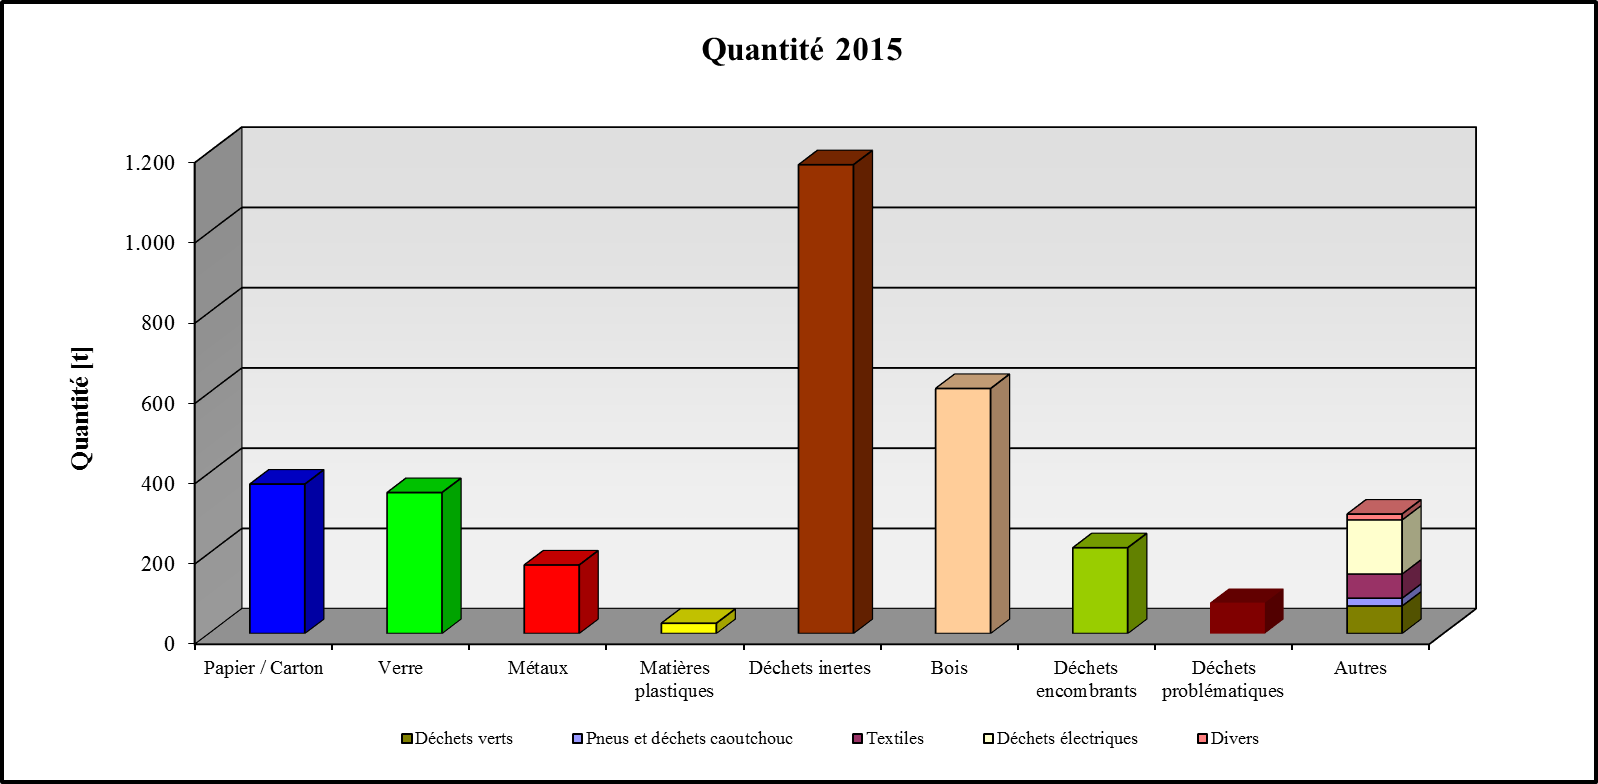 Quantité 2015
Quantité [t]
1.200
1.000
800
600
400
200
0
Papier / Carton
Verre
Métaux
Matières
plastiques
Déchets inertes
Bois
Déchets
encombrants
Déchets
problématiques
Autres
Déchets verts
Pneus et déchets caoutchouc
Textiles
Déchets électriques
Divers